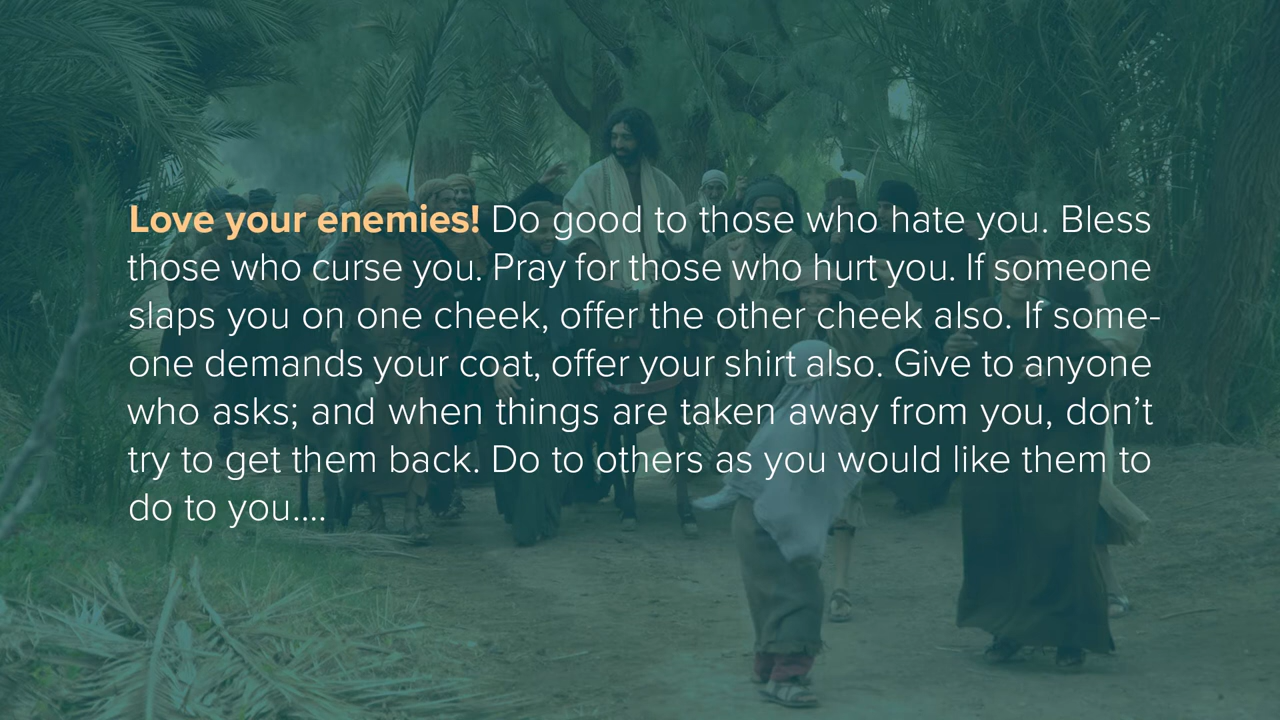 Love your enemies! Do good to those who hate you. Bless
those who curse you. Pray for those who hurt you. If someone
slaps you on one cheek, offer the other cheek also. If some-
one demands your coat, offer your shirt also. Give to anyone
who asks; and when things are taken away from you, don’t
try to get them back. Do to others as you would like them to
do to you....